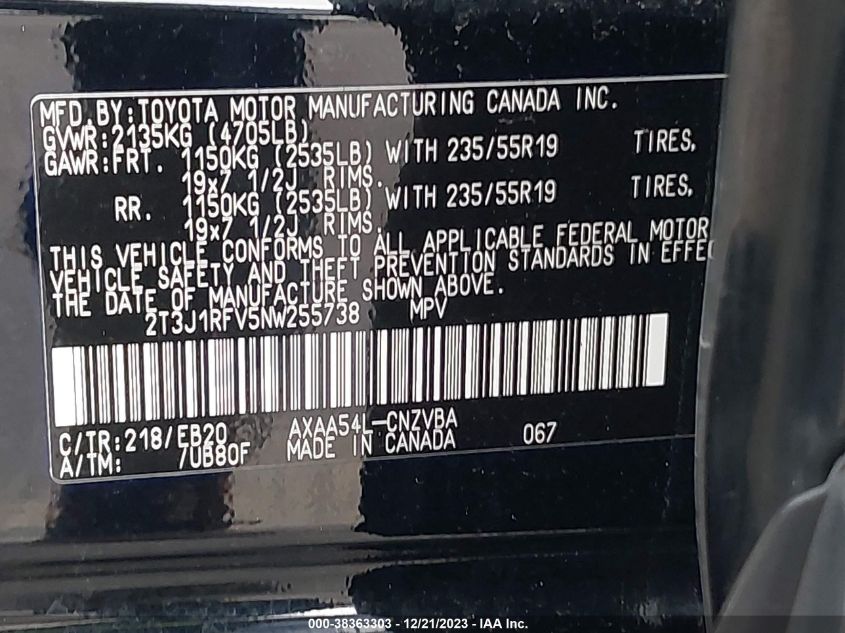 MFD.BY:TOYOTA MOTOR MANUFACTURING CANADA INC.
GVWR:2135KG (4705LB)
GAWR:FRT. 1150KG (2535LB) WITH 235/55R19 TIRES,
19x7 1/2J RIMS.
RR. 1150KG (2535LB) WITH 235/55R19 TIRES,
19x7 1/2J RIMS.
THIS VEHICLE CONFORMS TO ALL APPLICABLE FEDERAL MOTOR
VEHICLE SAFETY AND THEFT PREVENTION STANDARDS IN EFFEC
THE DATE OF MANUFACTURE SHOWN ABOVE.
2T3J1RFV5NW255738 MPV
C/TR:218/EB20 AXAA54L-CNZVBA
A/TM: /UB80F MADE IN CANADA 067
000-38363303 - 12/21/2023 - IAA Inc.